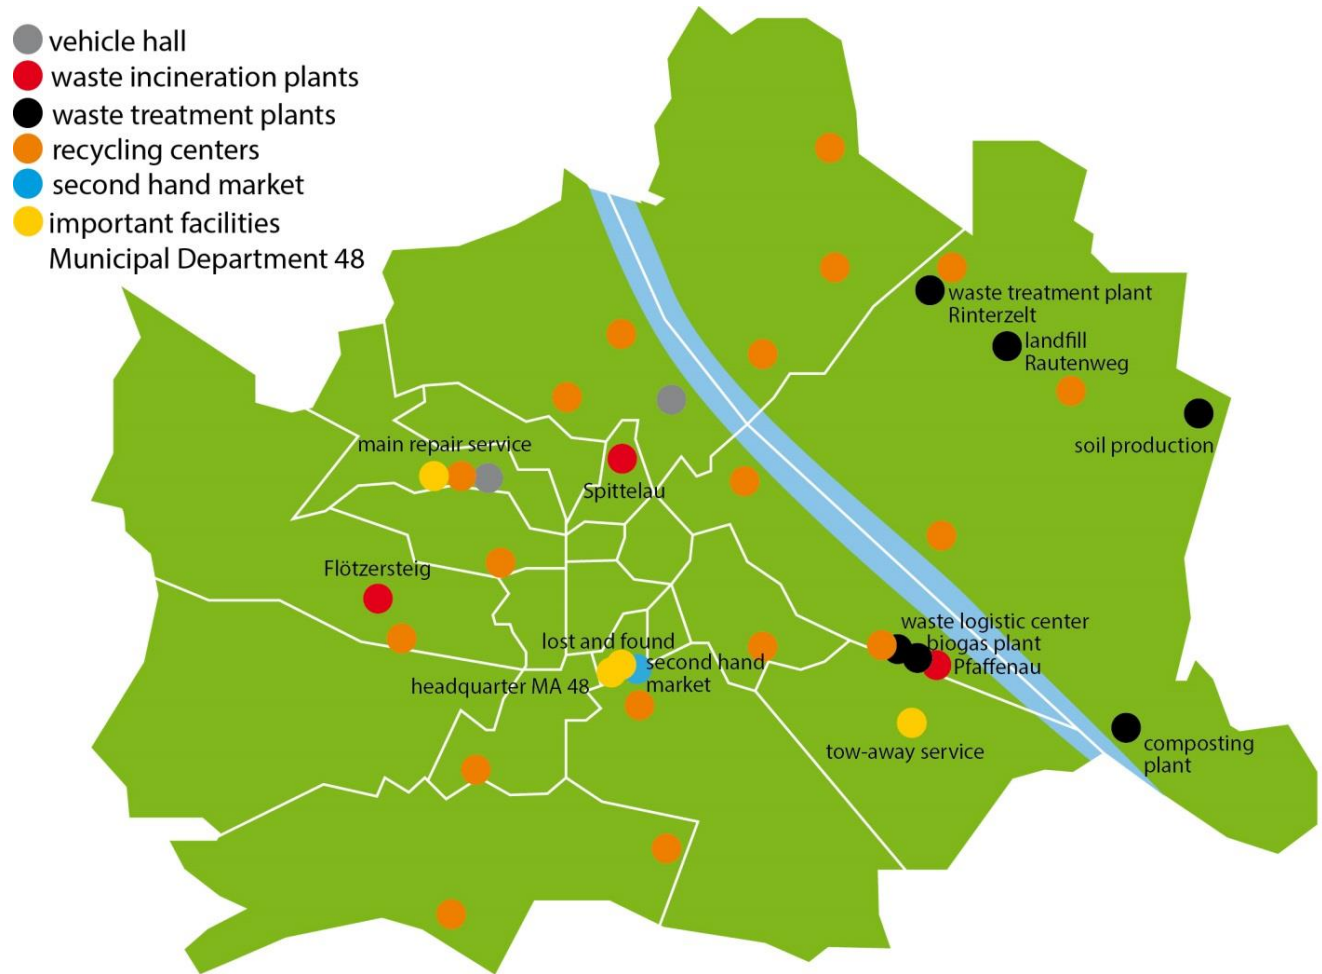 vehicle hall
waste incineration plants
waste treatment plants
recycling centers
second hand market
important facilities
Municipal Department 48
waste treatment plant
Rinterzelt
landfill
Rautenweg
soil production
main repair service
Spittelau
Flötzersteig
lost and found
second hand
market
headquarter MA 48
waste logistic center
biogas plant
Pfaffenau
tow-away service
composting
plant